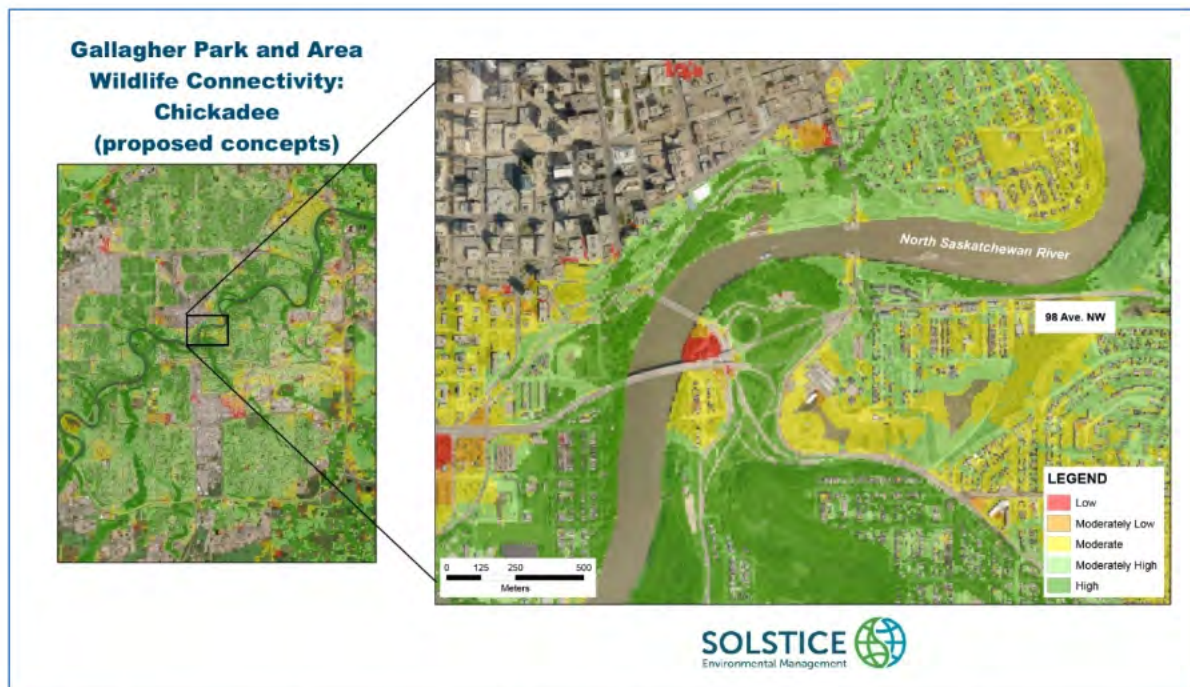 Gallagher Park and Area
Wildlife Connectivity:
Chickadee
(proposed concepts)
North Saskatchewan River
98 Ave. NW
LEGEND
Low
Moderately Low
Moderate
Moderately High
High
0 125 250 500
Meters
SOLSTICE
Environmental Management